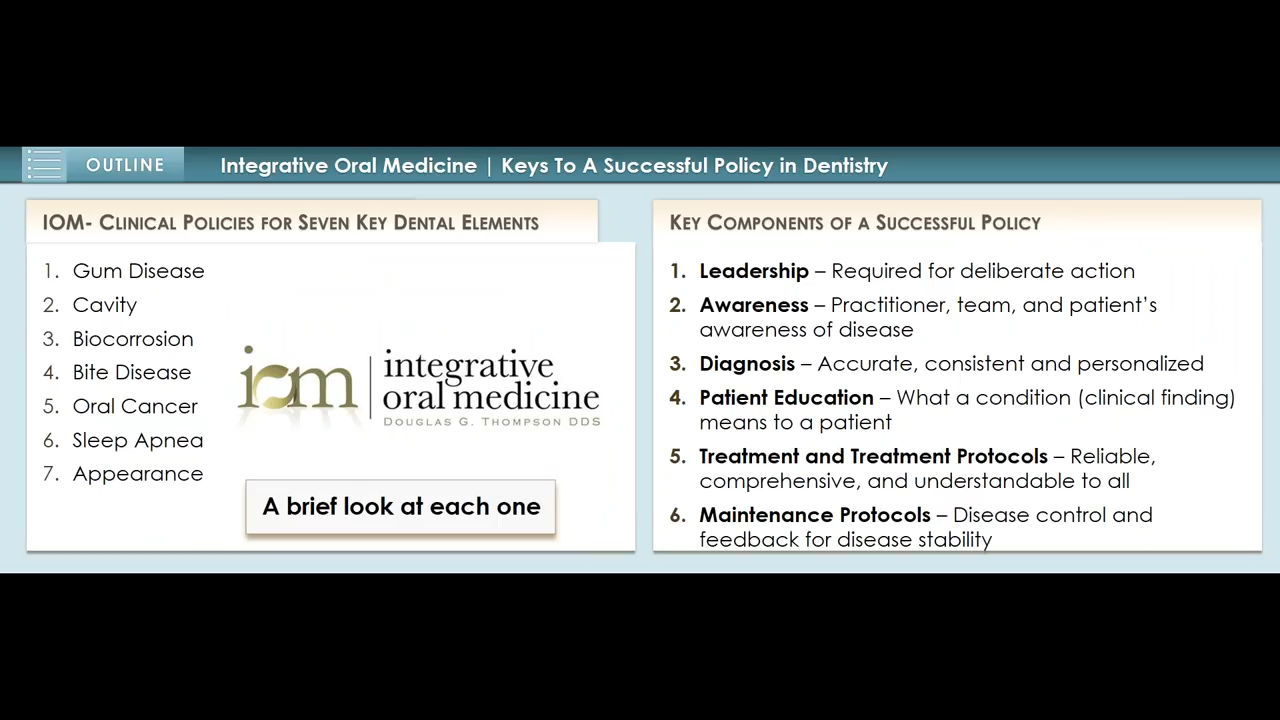 OUTLINE
Integrative Oral Medicine | Keys To A Successful Policy in Dentistry
IOM- Clinical Policies for Seven Key Dental Elements
1. Gum Disease
2. Cavity
3. Biocorrosion
4. Bite Disease
5. Oral Cancer
6. Sleep Apnea
7. Appearance
iom
integrative
oral medicine
Douglas G. Thompson DDS
A brief look at each one
Key Components of a Successful Policy
1. Leadership – Required for deliberate action
2. Awareness – Practitioner, team, and patient's
awareness of disease
3. Diagnosis – Accurate, consistent and personalized
4. Patient Education – What a condition (clinical finding)
means to a patient
5. Treatment and Treatment Protocols – Reliable,
comprehensive, and understandable to all
6. Maintenance Protocols – Disease control and
feedback for disease stability